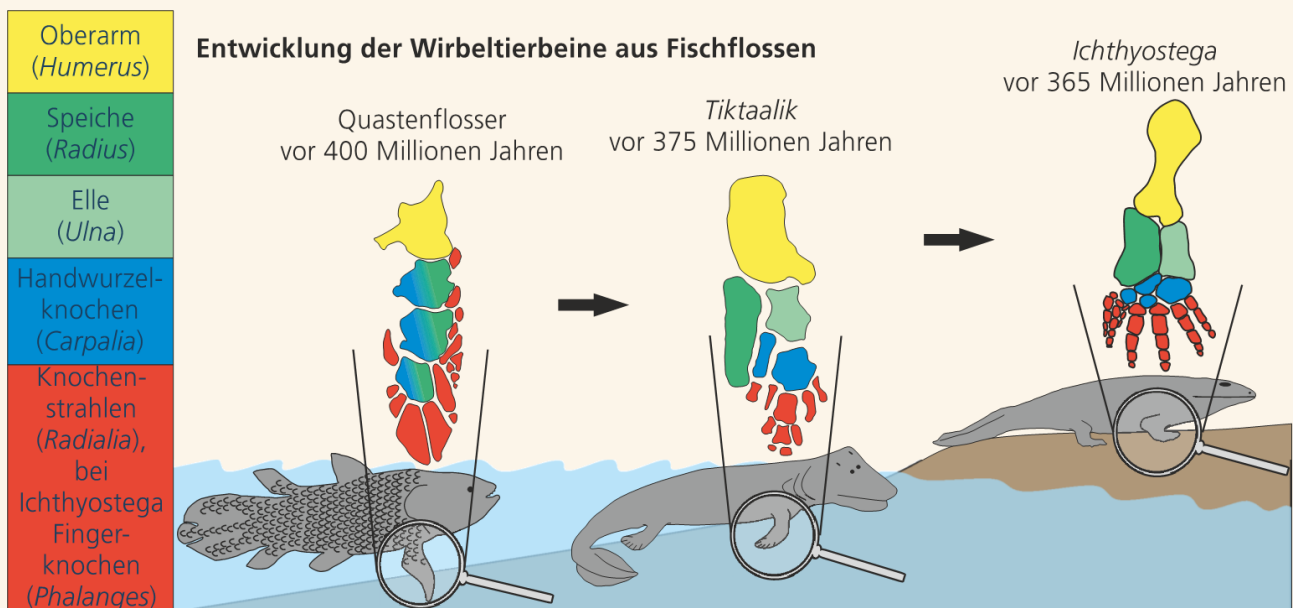 Oberarm
(Humerus)
Speiche
(Radius)
Elle
(Ulna)
Handwurzel-
knochen
(Carpalia)
Knochen-
strahlen
(Radialia),
bei
Ichthyostega
Finger-
knochen
(Phalanges)
Entwicklung der Wirbeltierbeine aus Fischflossen
Quastenflosser
vor 400 Millionen Jahren
Tiktaalik
vor 375 Millionen Jahren
Ichthyostega
vor 365 Millionen Jahren